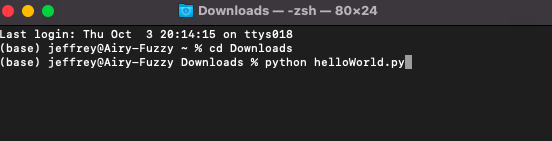 Downloads — -zsh — 80×24
Last login: Thu Oct  3 20:14:15 on ttys018
(base) jeffrey@Airy-Fuzzy ~ % cd Downloads
(base) jeffrey@Airy-Fuzzy Downloads % python helloWorld.py